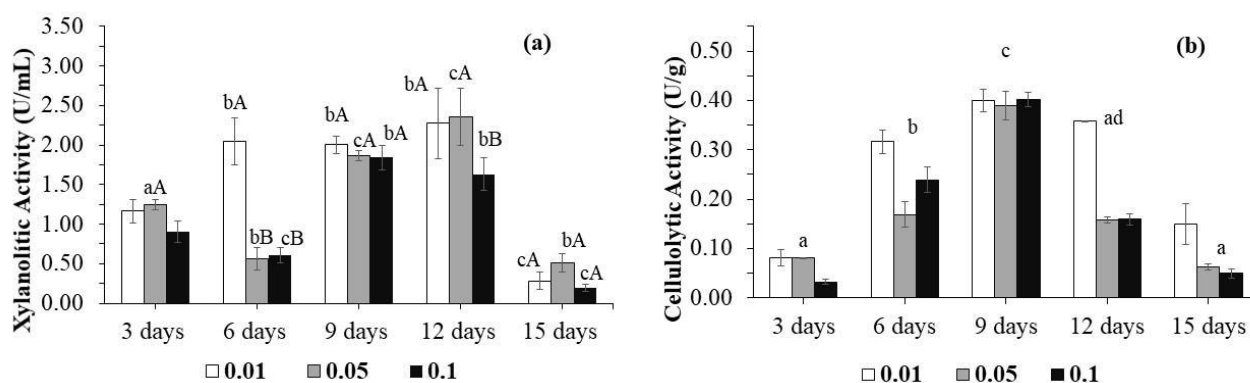 Xylanolític Activity (U/mL)
3.50
3.00
2.50
2.00
1.50
1.00
0.50
0.00
(a)
aA
bA
bB
cB
bA
cA
bA
bA
cA
bB
cA
bA
cA
3 days 6 days 9 days 12 days 15 days
0.01 0.05 0.1
Cellulolytic Activity (U/g)
0.50
0.40
0.30
0.20
0.10
0.00
(b)
a
b
c
ad
a
3 days 6 days 9 days 12 days 15 days
0.01 0.05 0.1